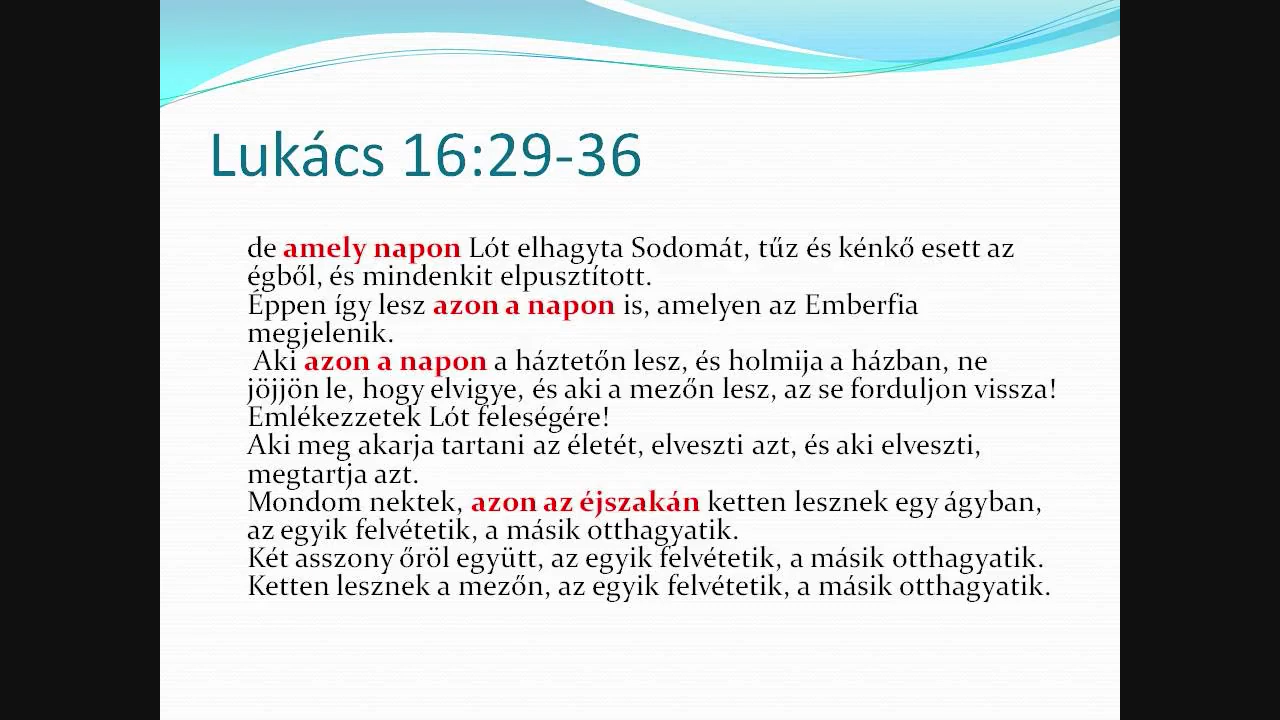 Lukács 16:29-36
de amely napon Lót elhagyta Sodomát, tűz és kénkő esett az
égből, és mindenkit elpusztított.
Éppen így lesz azon a napon is, amelyen az Emberfia
megjelenik.
Aki azon a napon a háztetőn lesz, és holmija a házban, ne
jöjjön le, hogy elvigye, és aki a mezőn lesz, az se forduljon vissza!
Emlékezzetek Lót feleségére!
Aki meg akarja tartani az életét, elveszti azt, és aki elveszti,
megtartja azt.
Mondom nektek, azon az éjszakán ketten lesznek egy ágyban,
az egyik felvétetik, a másik otthagyatik.
Két asszony őröl együtt, az egyik felvétetik, a másik otthagyatik.
Ketten lesznek a mezőn, az egyik felvétetik, a másik otthagyatik.